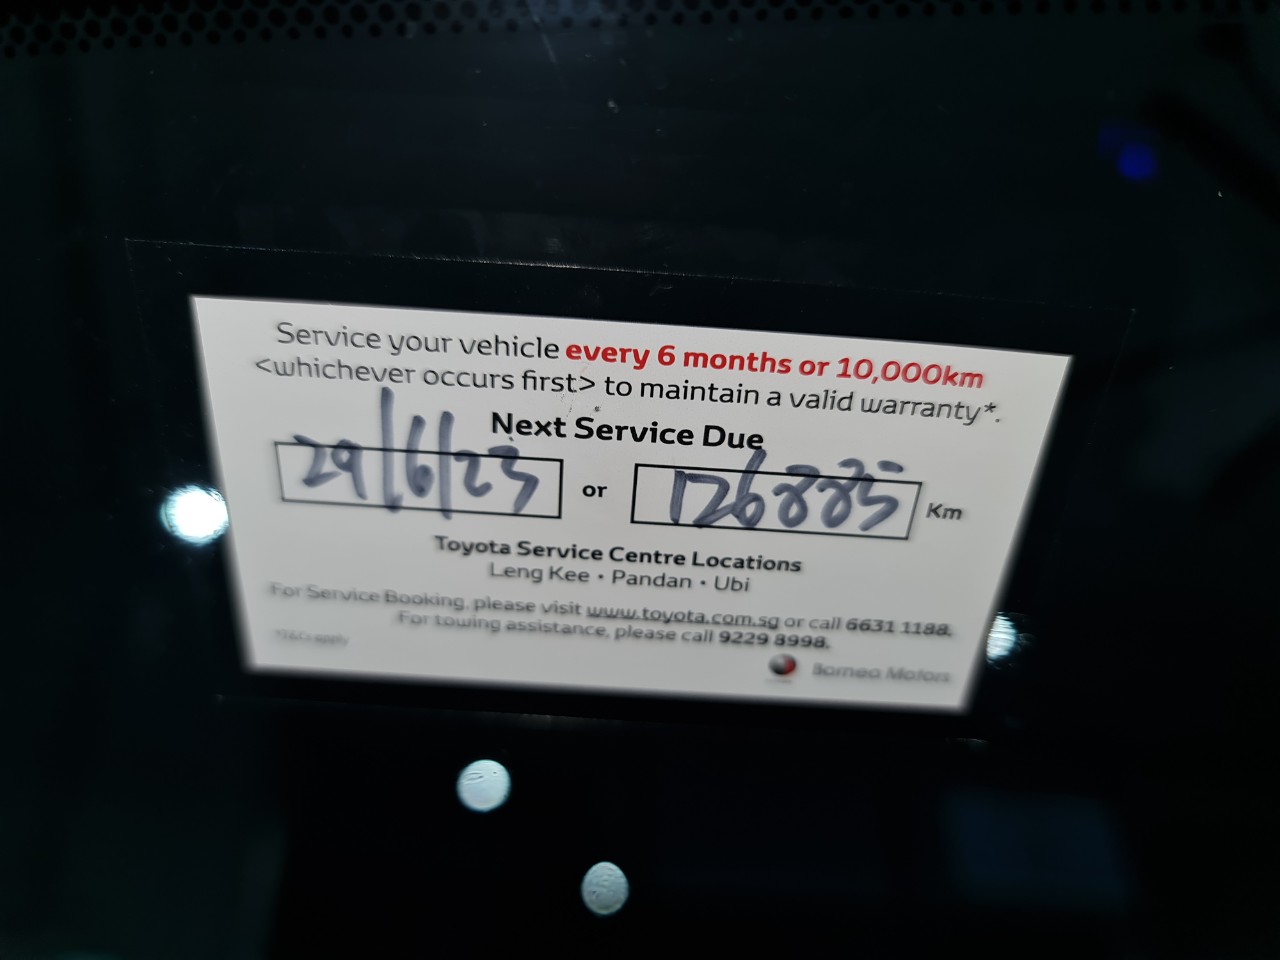 Service your vehicle every 6 months or 10,000km
<whichever occurs first> to maintain a valid warranty*.
Next Service Due
29/6/23 or 126885 Km
Toyota Service Centre Locations
Leng Kee • Pandan • Ubi
For Service Booking, please visit www.toyota.com.sg or call 6631 1188.
For towing assistance, please call 9229 8998.
*T&Cs apply
Borneo Motors